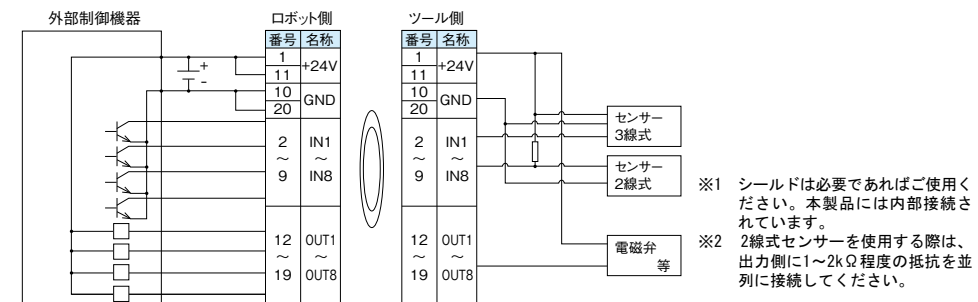 外部制御機器
ロボット側
番号 名称
1
11
+24V
10
20
GND
2
～
9
IN1
～
IN8
12
～
19
OUT1
～
OUT8
+
-
ツール側
番号 名称
1
11
+24V
10
20
GND
2
～
9
IN1
～
IN8
12
～
19
OUT1
～
OUT8
センサー
3線式
センサー
2線式
電磁弁
等
※1 シールドは必要であればご使用く
ださい。本製品には内部接続さ
れています。
※2 2線式センサーを使用する際は、
出力側に1～2kΩ程度の抵抗を並
列に接続してください。